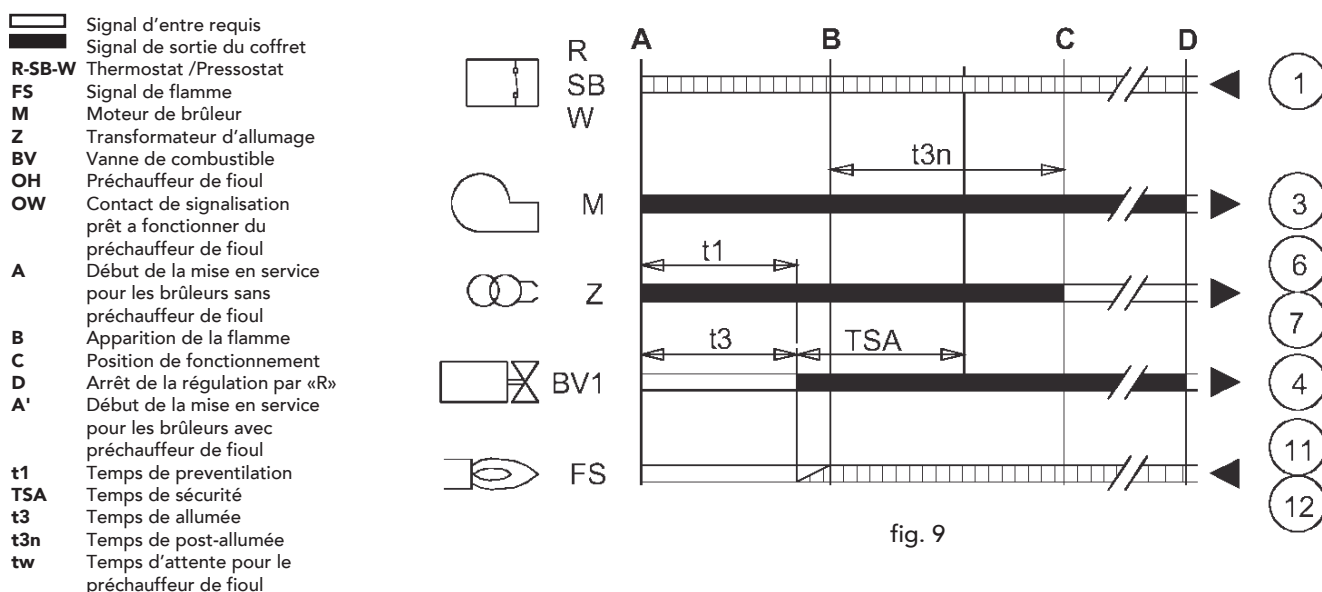 Signal d'entre requis
Signal de sortie du coffret
R-SB-W Thermostat /Pressostat
FS Signal de flamme
M Moteur de brûleur
Z Transformateur d'allumage
BV Vanne de combustible
OH Préchauffeur de fioul
OW Contact de signalisation
prêt a fonctionner du
préchauffeur de fioul
A Début de la mise en service
pour les brûleurs sans
préchauffeur de fioul
B Apparition de la flamme
C Position de fonctionnement
D Arrêt de la régulation par «R»
A' Début de la mise en service
pour les brûleurs avec
préchauffeur de fioul
t1 Temps de preventilation
TSA Temps de sécurité
t3 Temps de allumée
t3n Temps de post-allumée
tw Temps d'attente pour le
préchauffeur de fioul
A B C D
R
SB
W
1
t3n
M
3
t1
Z
6
7
t3 TSA
BV1
4
FS
11
12
fig. 9